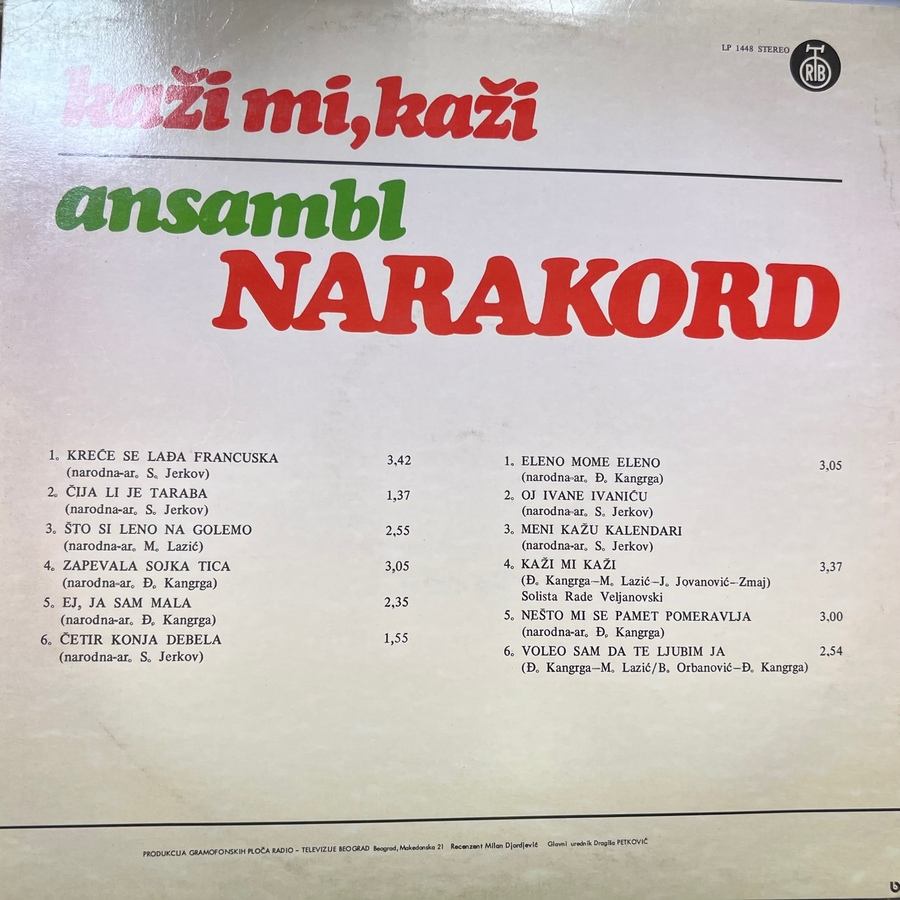 LP 1448 STEREO
RTB
kaži mi, kaži
ansambl
NARAKORD
1. KREĆE SE LAĐA FRANCUSKA 3,42
(narodna-ar. S. Jerkov)
2. ČIJA LI JE TARABA 1,37
(narodna-ar. S. Jerkov)
3. ŠTO SI LENO NA GOLEMO 2,55
(narodna-ar. M. Lazić)
4. ZAPEVALA SOJKA TICA 3,05
(narodna-ar. Đ. Kangrga)
5. EJ, JA SAM MALA 2,35
(narodna-ar. Đ. Kangrga)
6. ČETIR KONJA DEBELA 1,55
(narodna-ar. S. Jerkov)
1. ELENO MOME ELENO 3,05
(narodna-ar. Đ. Kangrga)
2. OJ IVANE IVANIĆU
(narodna-ar. S. Jerkov)
3. MENI KAŽU KALENDARI
(narodna-ar. S. Jerkov)
4. KAŽI MI KAŽI 3,37
(Đ. Kangrga—M. Lazić—J. Jovanović—Zmaj)
Solista Rade Veljanovski
5. NEŠTO MI SE PAMET POMERAVLJA 3,00
(narodna-ar. Đ. Kangrga)
6. VOLEO SAM DA TE LJUBIM JA 2,54
(Đ. Kangrga—M. Lazić/B. Orbanović—Đ. Kangrga)
PRODUKCIJA GRAMOFONSKIH PLOČA RADIO – TELEVIZIJE BEOGRAD Beograd, Makedonska 21 Recenzent Milan Djordjević Glavni urednik Dragiša PETKOVIĆ